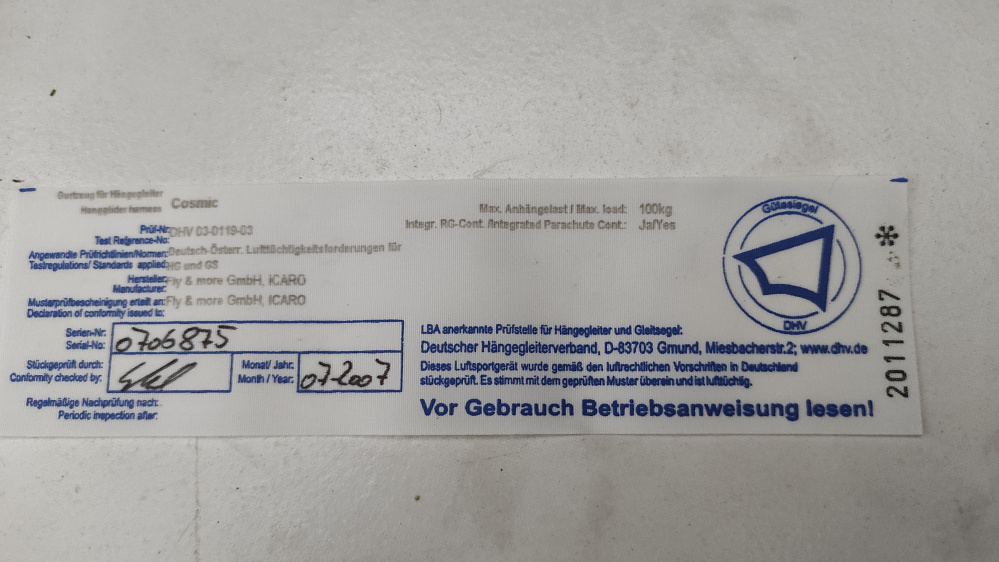 Gurtzeug für Hängegleiter
Hangglider harness
Cosmic
Prüf-Nr.: DHV 03-0119-03
Test Reference-No:
Angewandte Prüfrichtlinien/Normen: Deutsch-Österr. Lufttüchtigkeitsforderungen für
Testregulations/ Standards applied: HG und GS
Hersteller: Fly & more GmbH, ICARO
Manufacturer:
Musterprüfbescheinigung erteilt an: Fly & more GmbH, ICARO
Declaration of conformity issued to:
Serien-Nr:
Serial-No:
0706875
Stückgeprüft durch:
Conformity checked by:
Monat/ Jahr:
Month / Year:
07-2007
Regelmäßige Nachprüfung nach:
Periodic inspection after:
Max. Anhängelast / Max. load: 100kg
Integr. RG-Cont. /Integrated Parachute Cont.: Ja/Yes
Gütesiegel
DHV
LBA anerkannte Prüfstelle für Hängegleiter und Gleitsegel:
Deutscher Hängegleiterverband, D-83703 Gmund, Miesbacherstr.2; www.dhv.de
Dieses Luftsportgerät wurde gemäß den luftrechtlichen Vorschriften in Deutschland
stückgeprüft. Es stimmt mit dem geprüften Muster überein und ist lufttüchtig.
Vor Gebrauch Betriebsanweisung lesen!
2011287 *